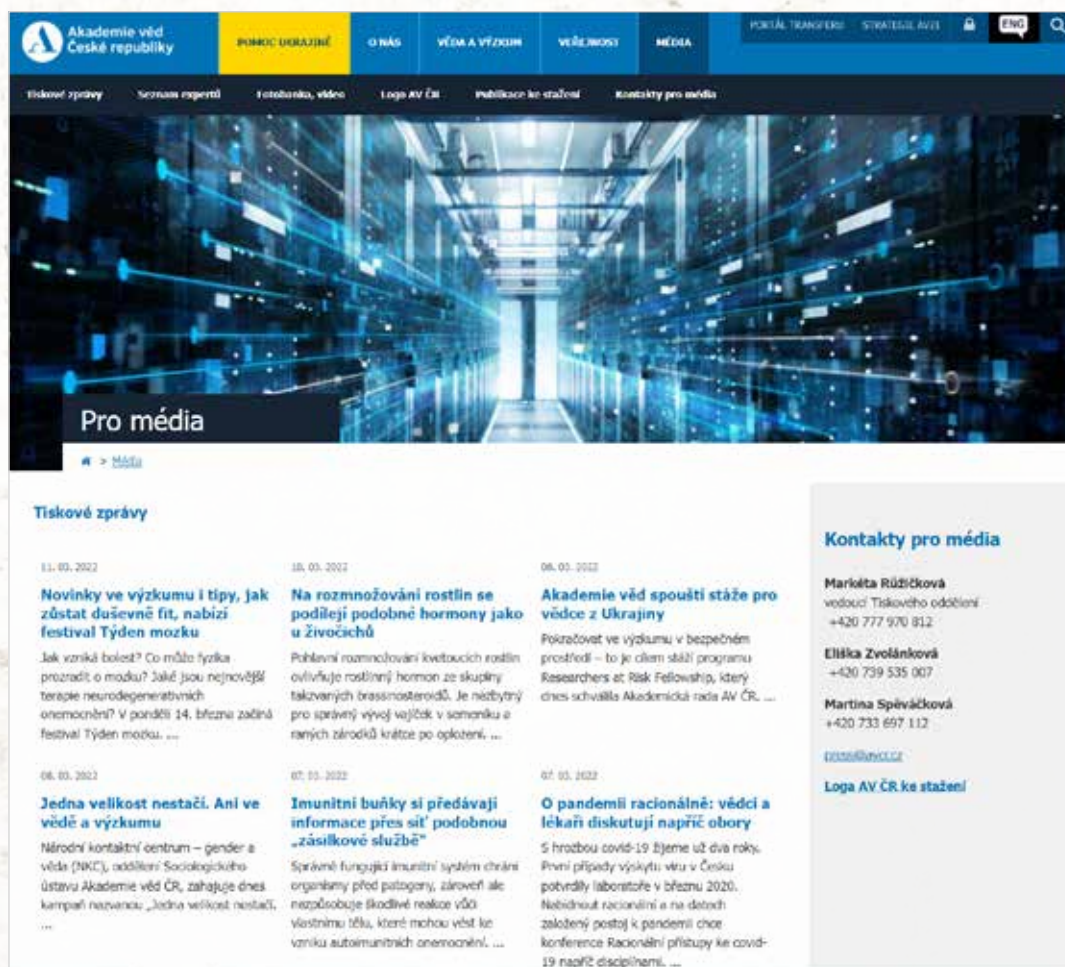 Akademie věd
České republiky
POMOC UKRAJINĚ
O NÁS
VĚDA A VÝZKUM
VEŘEJNOST
MÉDIA
PORTÁL TRANSFERU
STRATEGIE AV21
ENG
Tiskové zprávy
Seznam expertů
Fotobanka, video
Logo AV ČR
Publikace ke stažení
Kontakty pro média
Pro média
> Média
Tiskové zprávy
11. 03. 2022
Novinky ve výzkumu i tipy, jak
zůstat duševně fit, nabízí
festival Týden mozku
Jak vzniká bolest? Co může fyzika
prozradit o mozku? Jaké jsou nejnovější
terapie neurodegenerativních
onemocnění? V pondělí 14. března začíná
festival Týden mozku. ...
10. 03. 2022
Na rozmnožování rostlin se
podílejí podobné hormony jako
u živočichů
Pohlavní rozmnožování kvetoucích rostlin
ovlivňuje rostlinný hormon ze skupiny
takzvaných brassinosteroidů. Je nezbytný
pro správný vývoj vajíček v semeníku a
raných zárodků krátce po oplození. ...
03. 2022
Akademie věd spouští stáže pro
vědce z Ukrajiny
Pokračovat ve výzkumu v bezpečném
prostředí – to je cílem stáží programu
Researchers at Risk Fellowship, který
dnes schválila Akademická rada AV ČR. ...
08. 03. 2022
Jedna velikost nestačí. Ani ve
vědě a výzkumu
Národní kontaktní centrum – gender a
věda (NKC), oddělení Sociologického
ústavu Akademie věd ČR, zahajuje dnes
kampaň nazvanou „Jedna velikost nestačí.
...
07. 03. 2022
Imunitní buňky si předávají
informace přes síť podobnou
„zásilkové službě"
Správně fungující imunitní systém chrání
organismy před patogeny, zároveň ale
nezpůsobuje škodlivé reakce vůči
vlastnímu tělu, které mohou vést ke
vzniku autoimunitních onemocnění. ...
07. 03. 2022
O pandemii racionálně: vědci a
lékaři diskutují napříč obory
S hrozbou covid-19 žijeme už dva roky.
První případy výskytu viru v Česku
potvrdily laboratoře v březnu 2020.
Nabídnout racionální a na datech
založený postoj k pandemii chce
konference Racionální přístupy ke covid-
19 napříč disciplínami. ...
Kontakty pro média
Markéta Růžičková
vedoucí Tiskového oddělení
+420 777 970 812
Eliška Zvolánková
+420 739 535 007
Martina Spěváčková
+420 733 697 112
press@avcr.cz
Loga AV ČR ke stažení